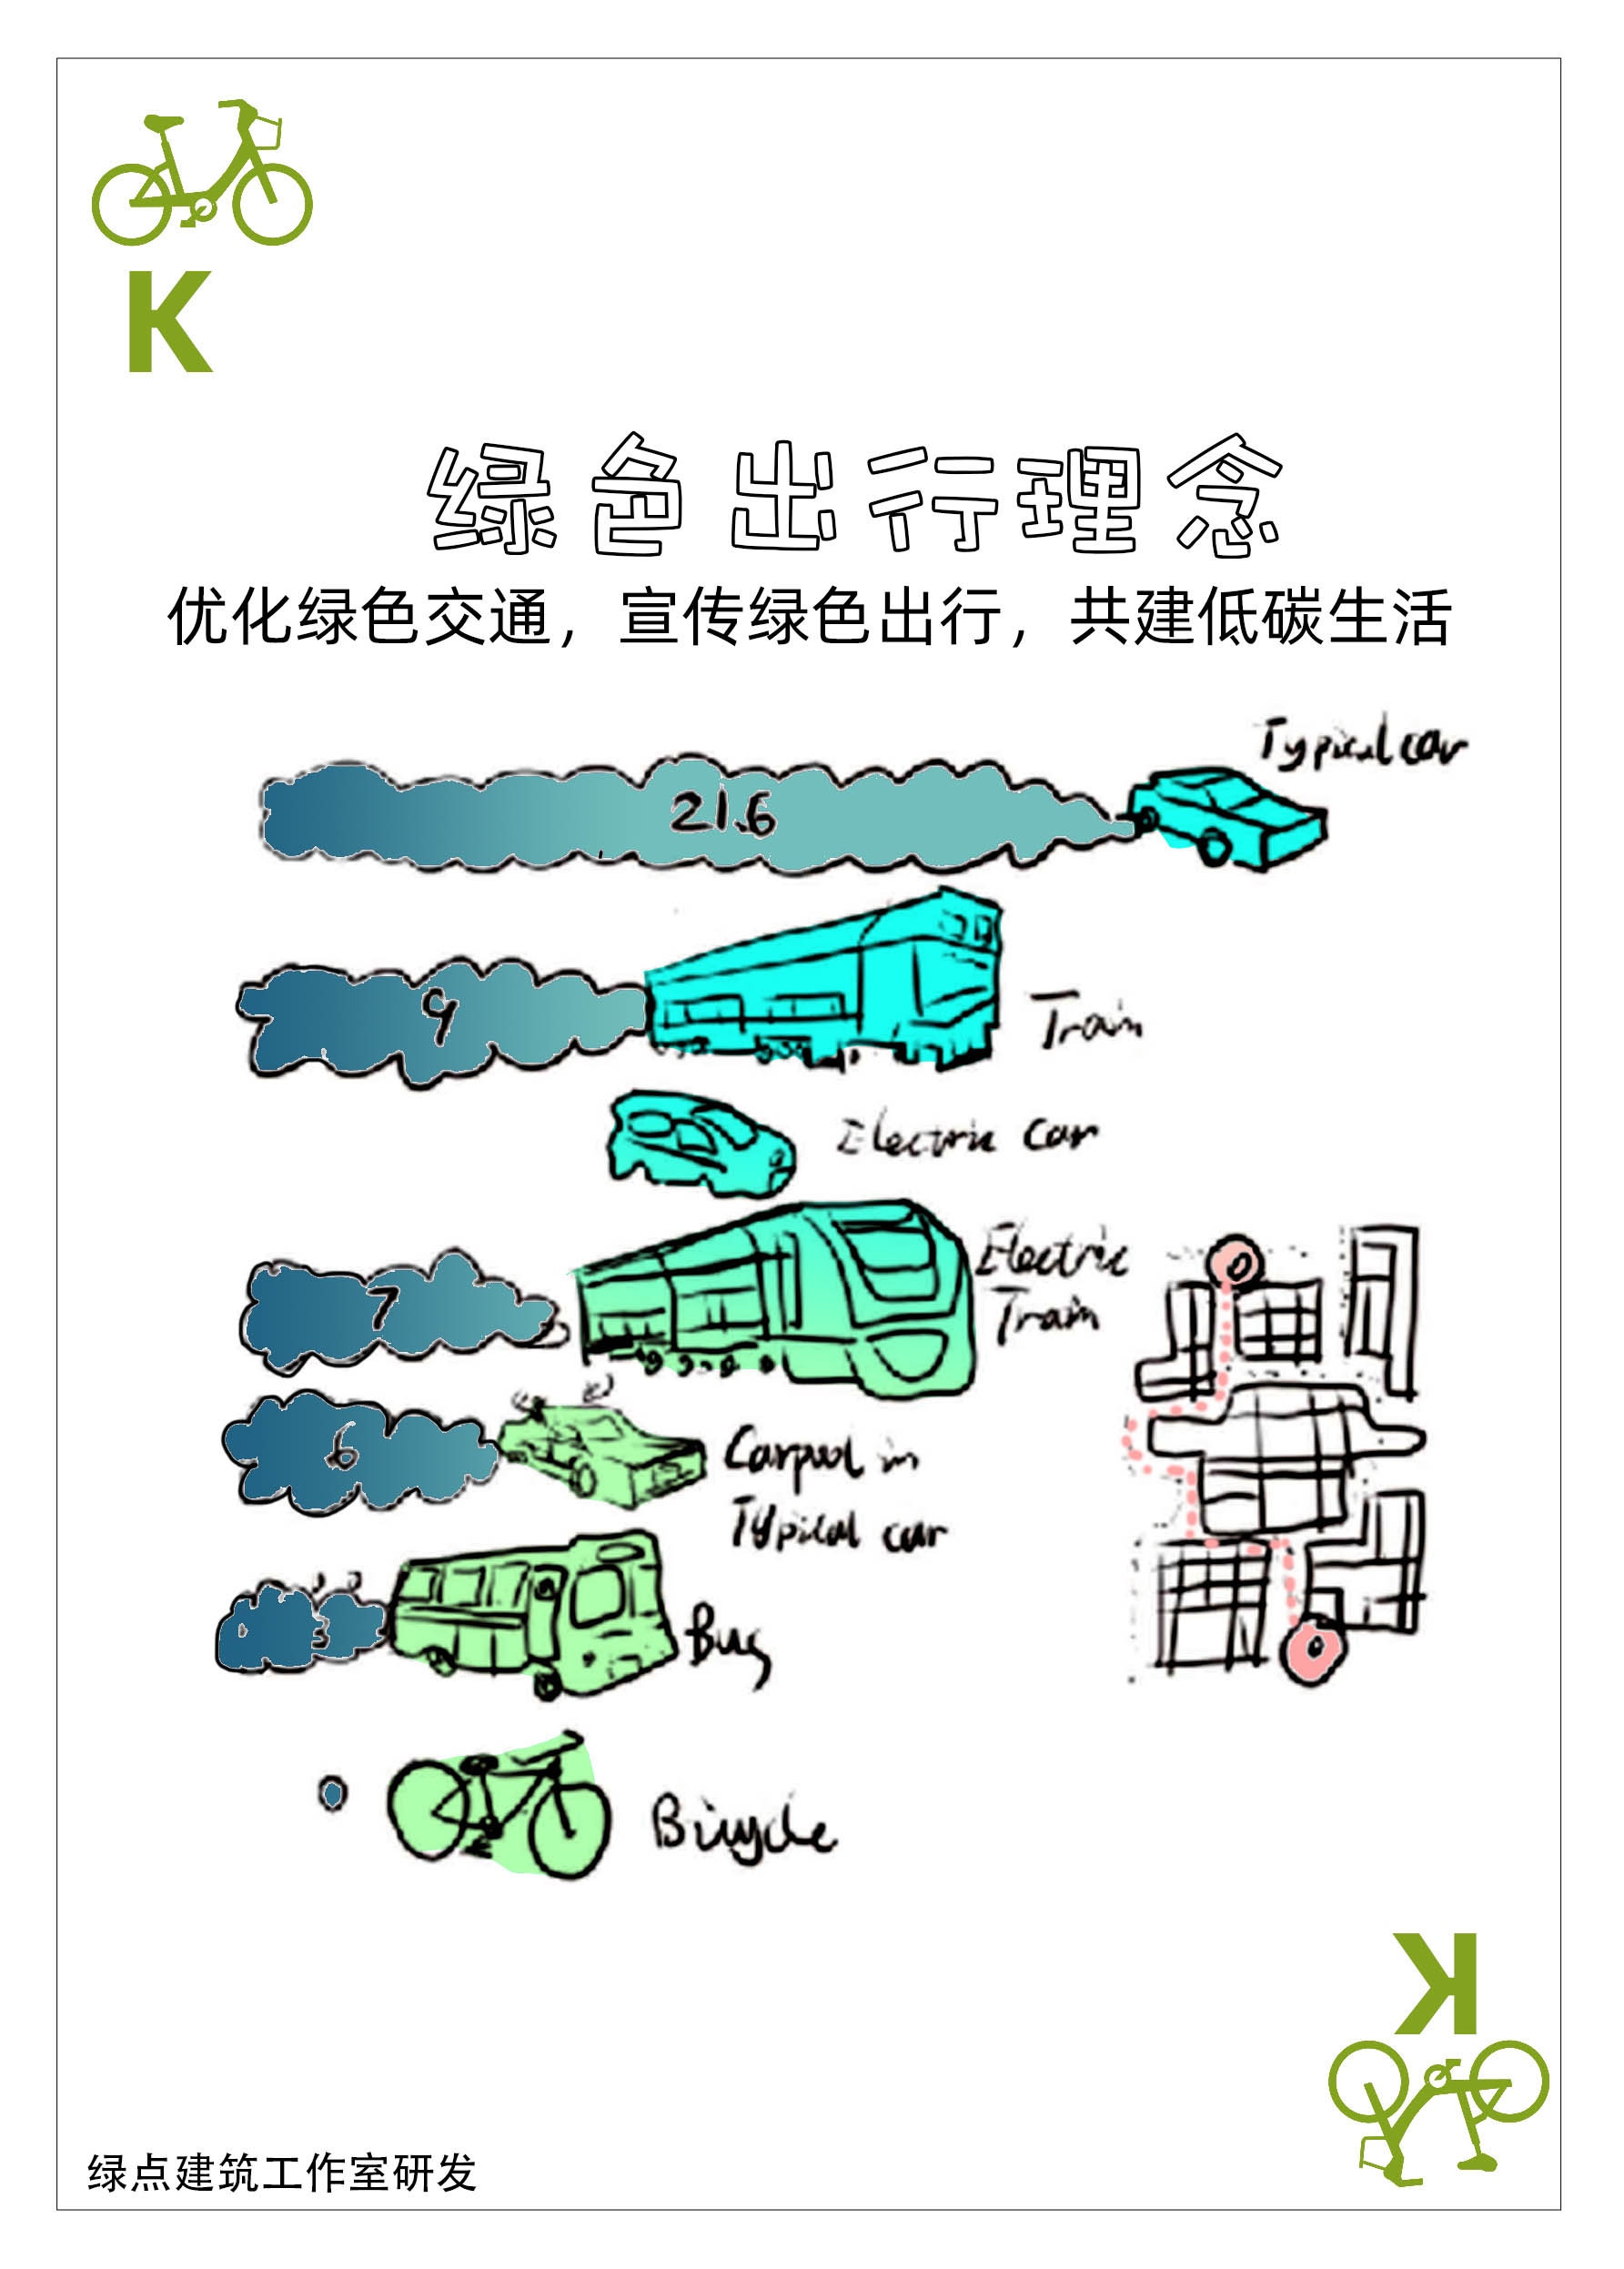 K
绿色出行理念
优化绿色交通，宣传绿色出行，共建低碳生活
Typical car
21.6
9
Train
Electric car
Electric
Train
7
6
Carpool in
Typical car
3
Bus
Bicycle
K
绿点建筑工作室研发